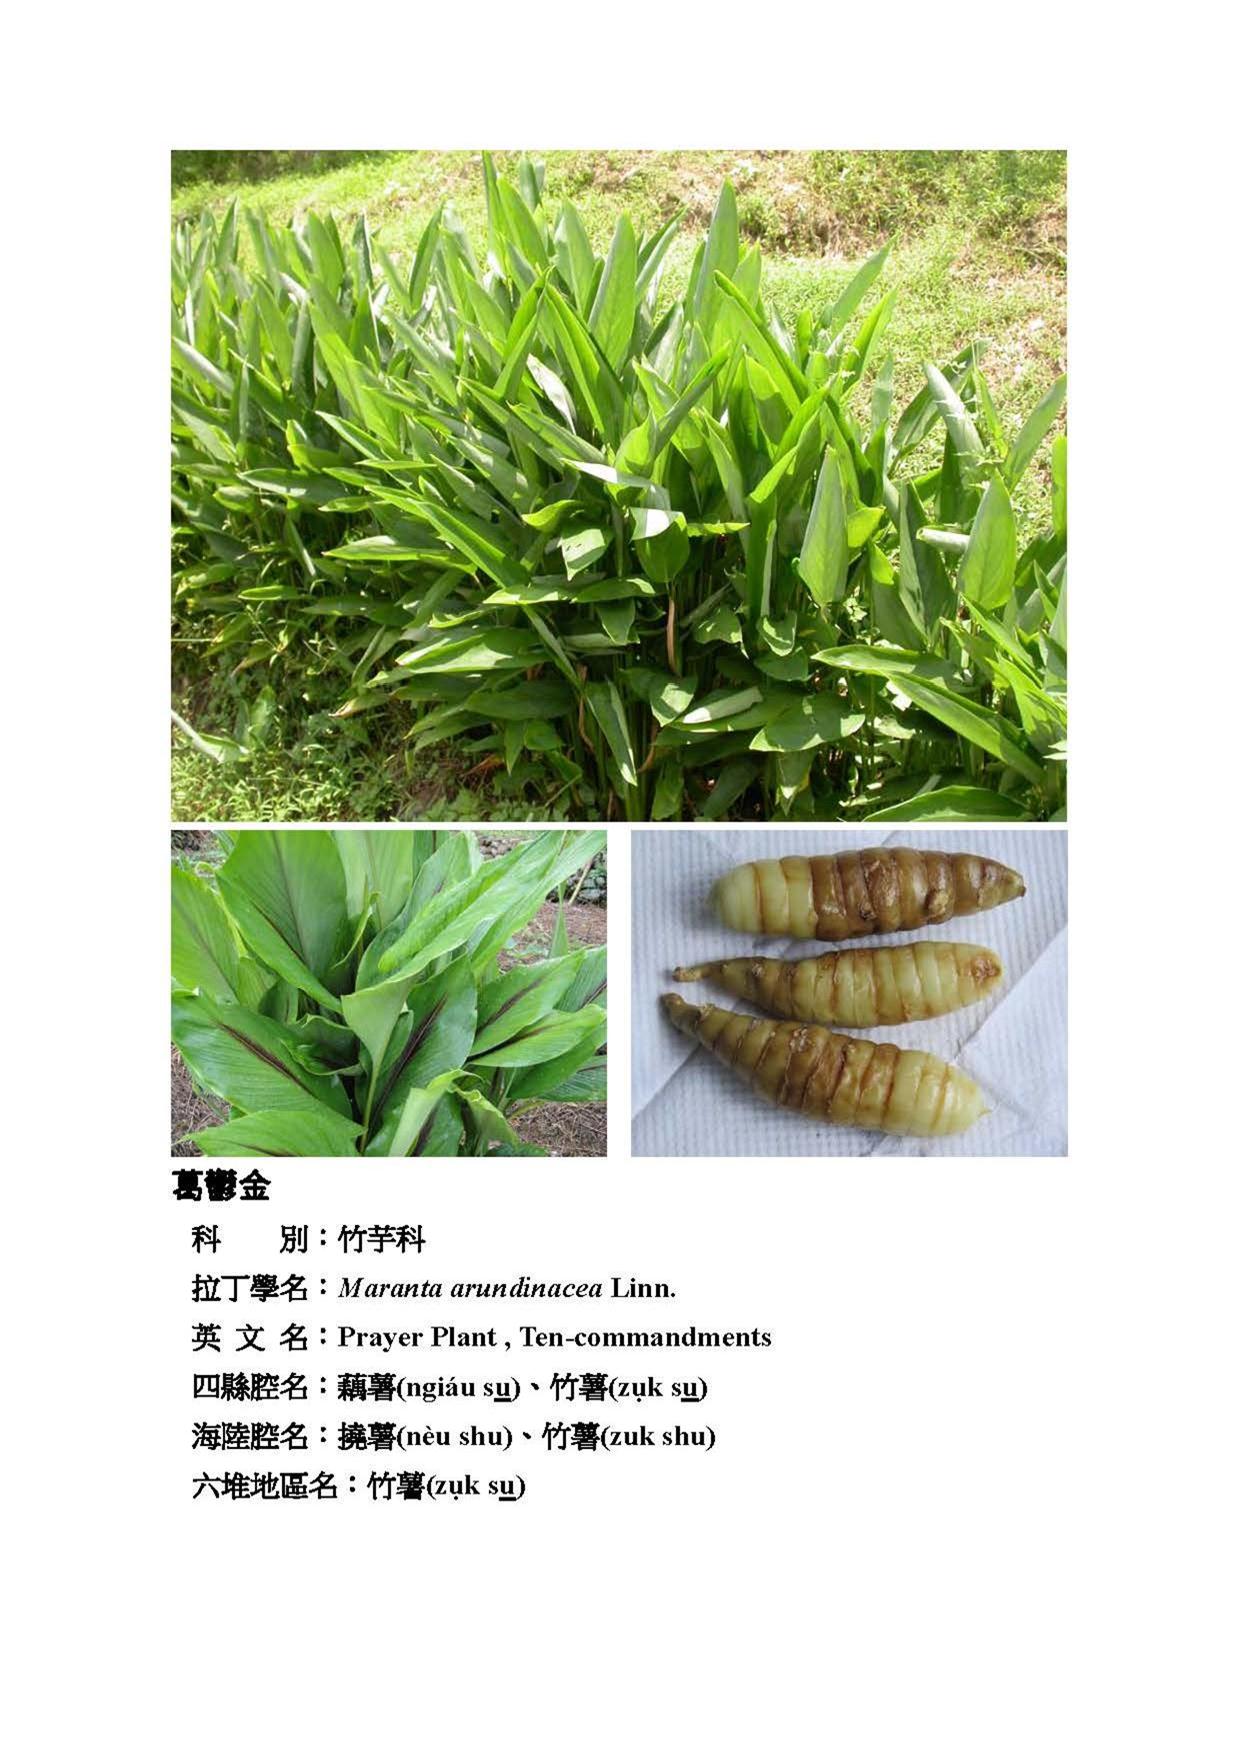 葛鬱金
科　　別：竹芋科
拉丁學名：Maranta arundinacea Linn.
英 文 名：Prayer Plant , Ten-commandments
四縣腔名：藕薯(ngiáu su)、竹薯(zụk su)
海陸腔名：撓薯(nèu shu)、竹薯(zuk shu)
六堆地區名：竹薯(zụk su)